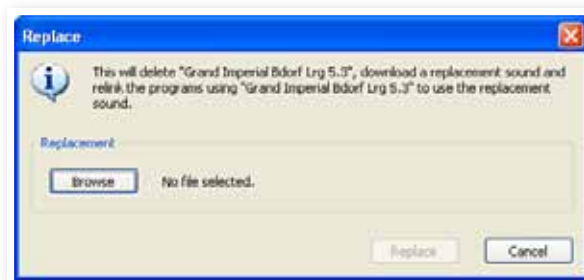 Replace
This will delete "Grand Imperial Bdorf Lrg 5.3", download a replacement sound and
relink the programs using "Grand Imperial Bdorf Lrg 5.3" to use the replacement
sound.
Replacement
Browse No file selected.
Replace Cancel